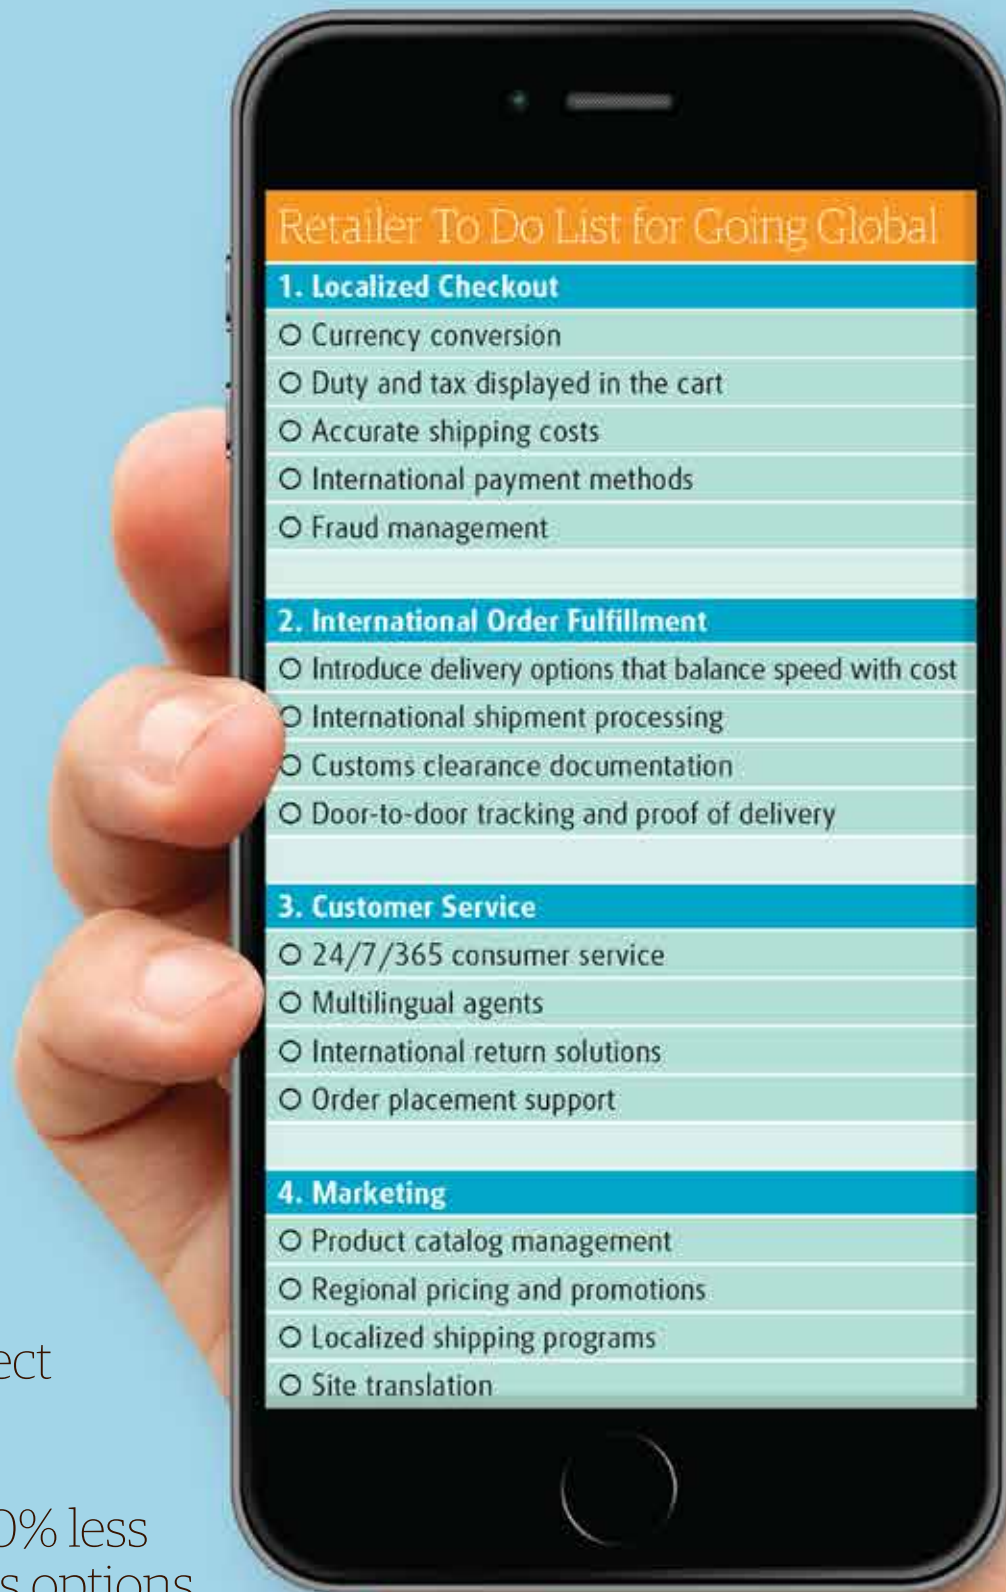 Retailer To Do List for Going Global
1. Localized Checkout
O Currency conversion
O Duty and tax displayed in the cart
O Accurate shipping costs
O International payment methods
O Fraud management
2. International Order Fulfillment
O Introduce delivery options that balance speed with cost
O International shipment processing
O Customs clearance documentation
O Door-to-door tracking and proof of delivery
3. Customer Service
O 24/7/365 consumer service
O Multilingual agents
O International return solutions
O Order placement support
4. Marketing
O Product catalog management
O Regional pricing and promotions
O Localized shipping programs
O Site translation
less
options